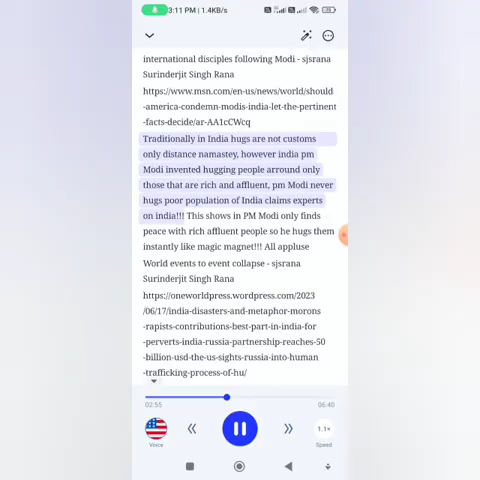 3:11 PM | 1.4KB/s
international disciples following Modi - sjsrana
Surinderjit Singh Rana
https://www.msn.com/en-us/news/world/should
-america-condemn-modis-india-let-the-pertinent
-facts-decide/ar-AA1cCWcq
Traditionally in India hugs are not customs
only distance namastey, however india pm
Modi invented hugging people arround only
those that are rich and affluent, pm Modi never
hugs poor population of India claims experts
on india!!! This shows in PM Modi only finds
peace with rich affluent people so he hugs them
instantly like magic magnet!!! All appluse
World events to event collapse - sjsrana
Surinderjit Singh Rana
https://oneworldpress.wordpress.com/2023
/06/17/india-disasters-and-metaphor-morons
-rapists-contributions-best-part-in-india-for
-perverts-india-russia-partnership-reaches-50
-billion-usd-the-us-sights-russia-into-human
-trafficking-process-of-hu/
02:55 06:40
1.1×
Voice Speed